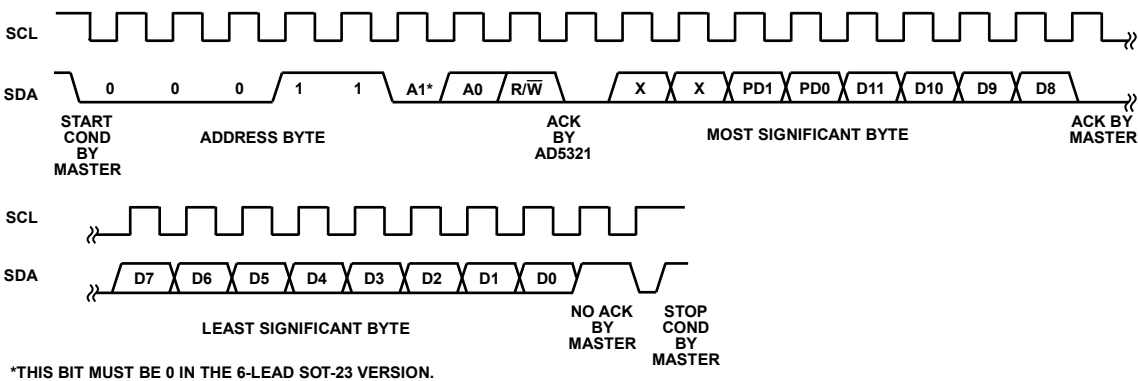 SCL
SDA 0 0 0 1 1 A1* A0 R/W̅ X X PD1 PD0 D11 D10 D9 D8
START COND BY MASTER
ADDRESS BYTE
ACK BY AD5321
MOST SIGNIFICANT BYTE
ACK BY MASTER
SCL
SDA D7 D6 D5 D4 D3 D2 D1 D0
LEAST SIGNIFICANT BYTE
NO ACK BY MASTER
STOP COND BY MASTER
*THIS BIT MUST BE 0 IN THE 6-LEAD SOT-23 VERSION.